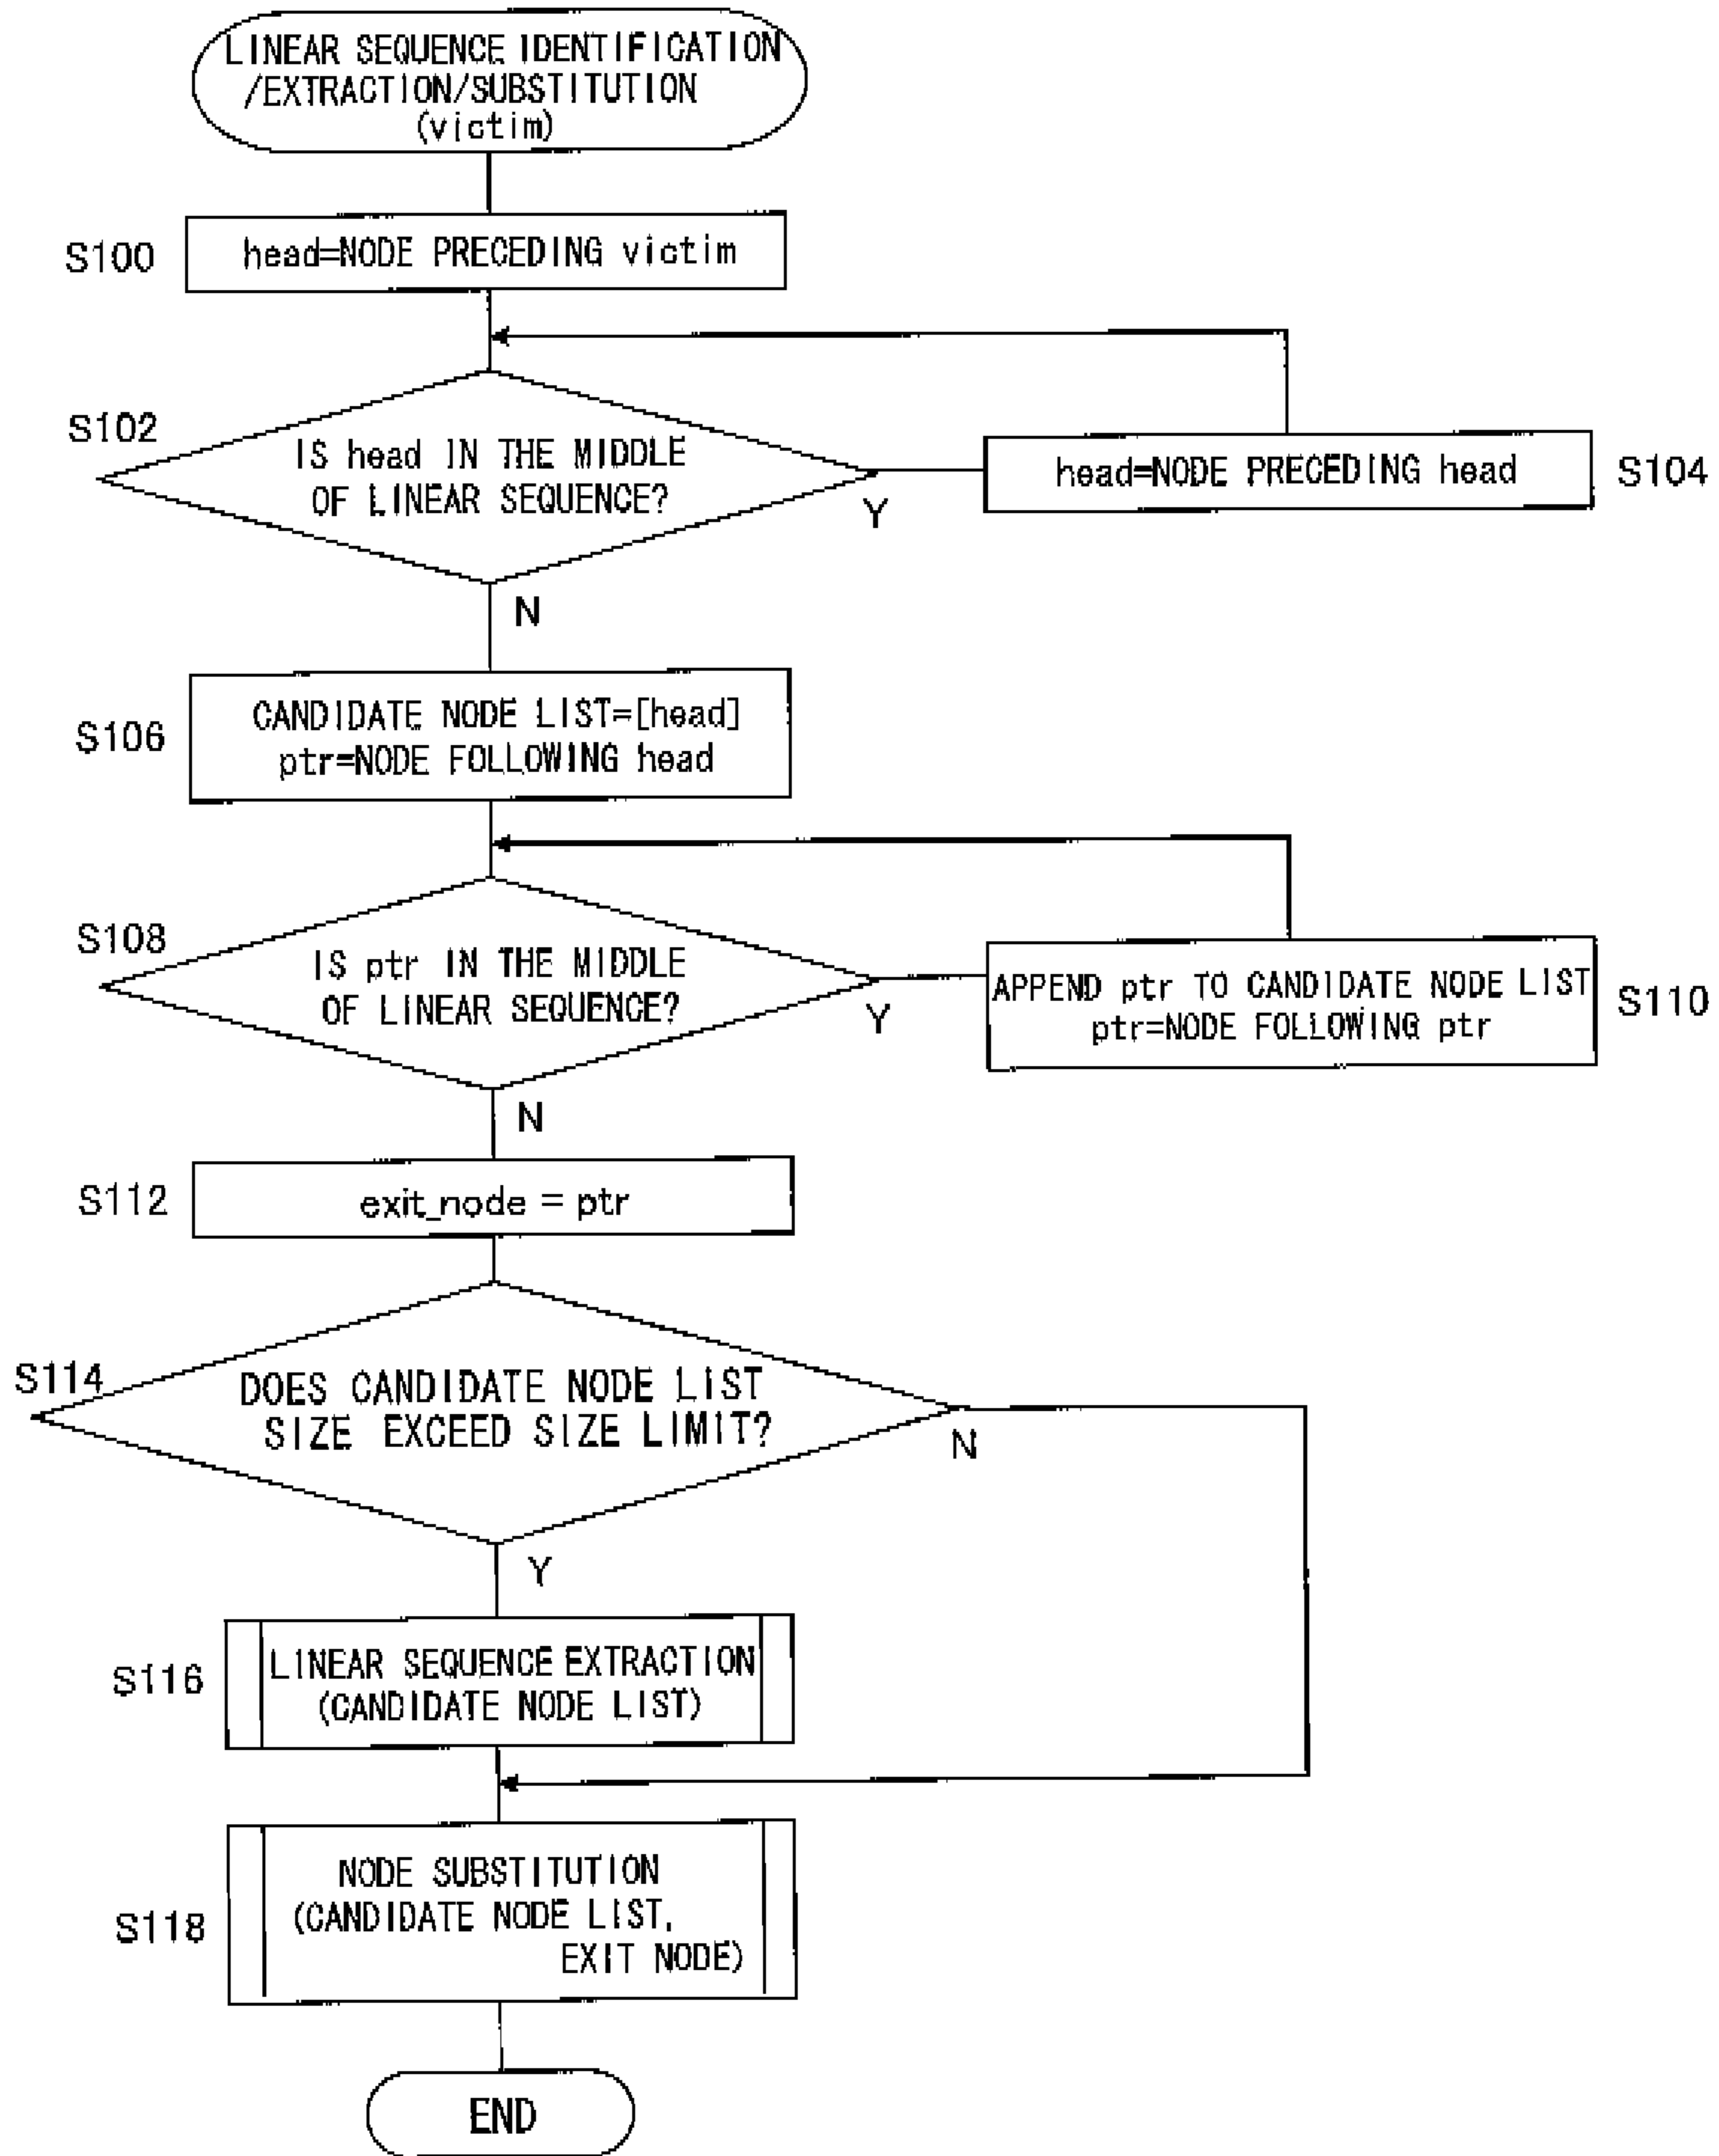 LINEAR SEQUENCE IDENTIFICATION
/EXTRACTION/SUBSTITUTION
(victim)
S100
head=NODE PRECEDING victim
S102
IS head IN THE MIDDLE
OF LINEAR SEQUENCE?
Y
head=NODE PRECEDING head
S104
N
S106
CANDIDATE NODE LIST=[head]
ptr=NODE FOLLOWING head
S108
IS ptr IN THE MIDDLE
OF LINEAR SEQUENCE?
Y
APPEND ptr TO CANDIDATE NODE LIST
ptr=NODE FOLLOWING ptr
S110
N
S112
exit_node = ptr
S114
DOES CANDIDATE NODE LIST
SIZE EXCEED SIZE LIMIT?
N
Y
S116
LINEAR SEQUENCE EXTRACTION
(CANDIDATE NODE LIST)
S118
NODE SUBSTITUTION
(CANDIDATE NODE LIST,
EXIT NODE)
END